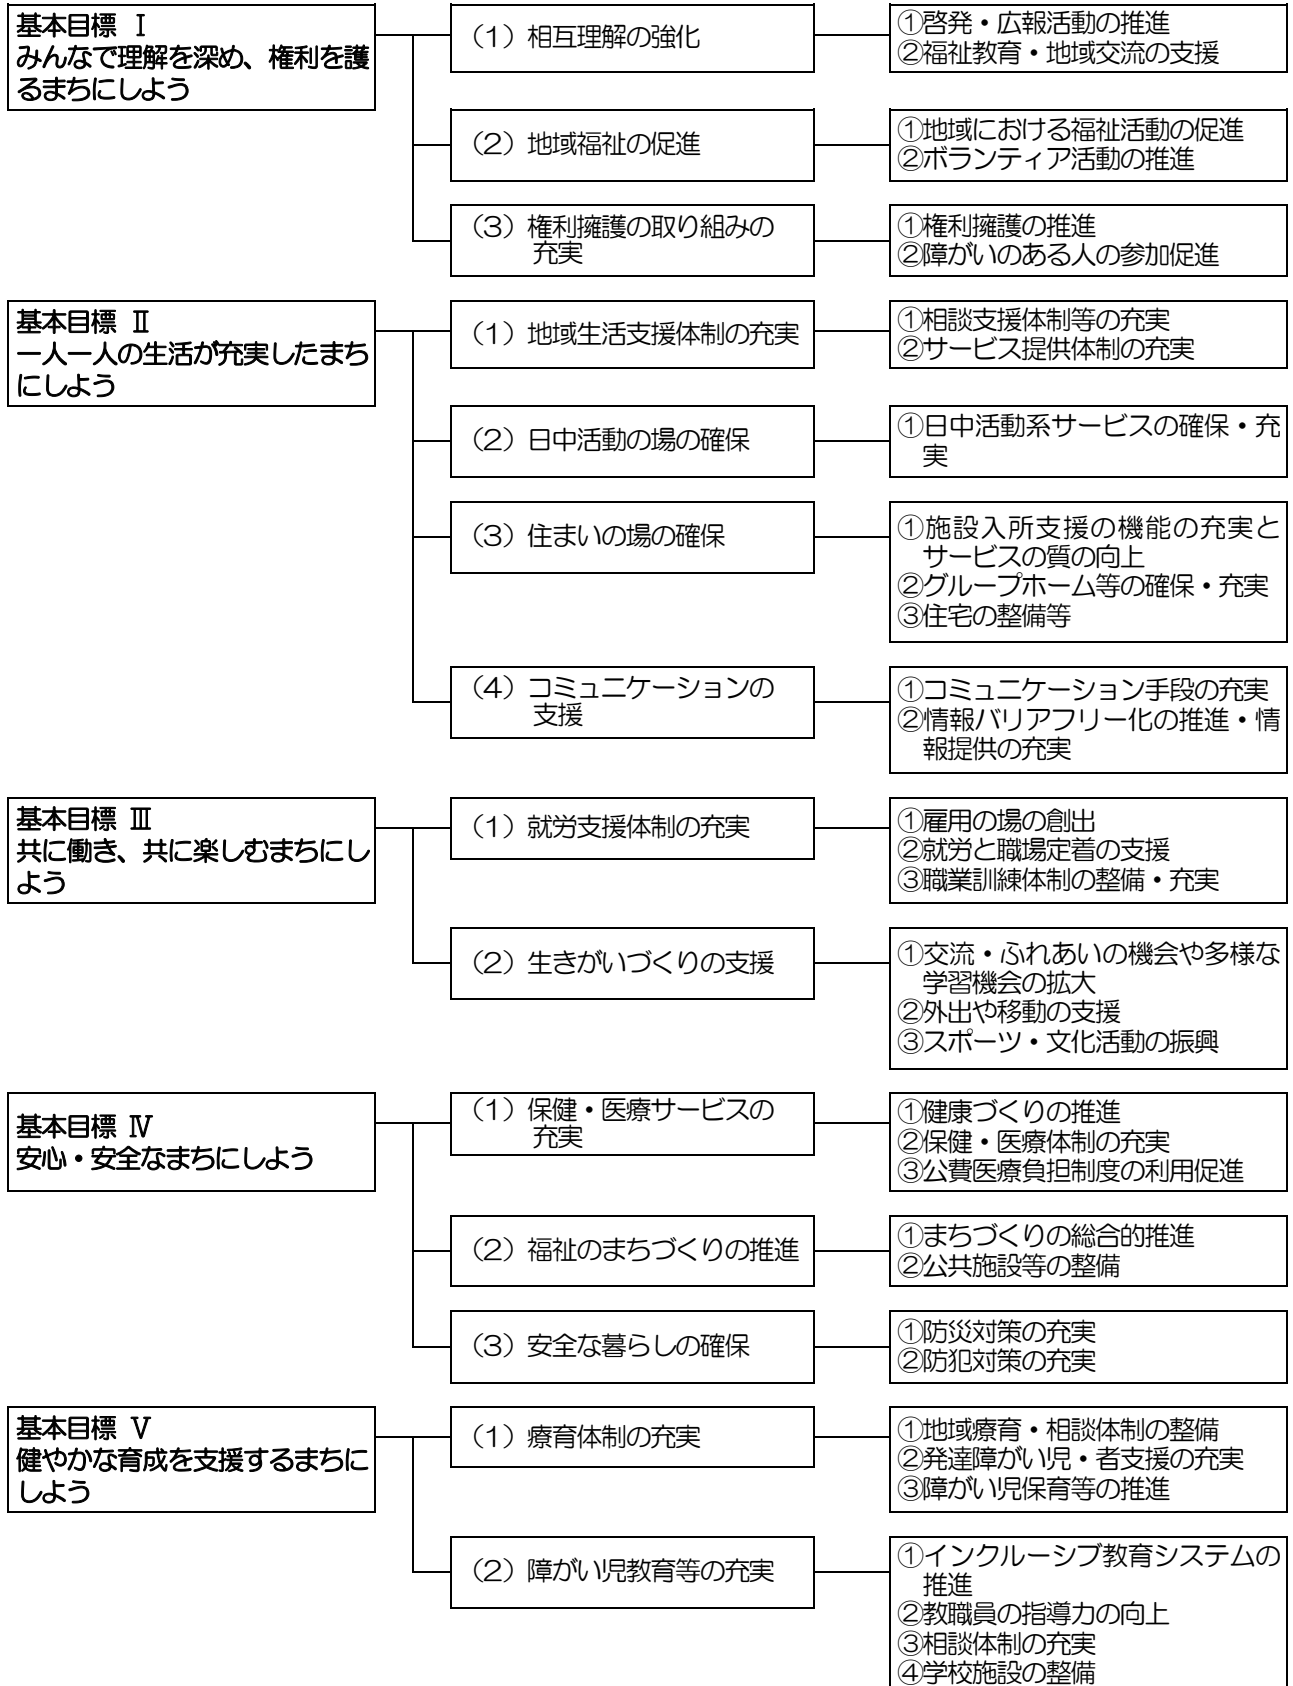 基本目標 Ⅰ
みんなで理解を深め、権利を護
るまちにしよう
（1）相互理解の強化
①啓発・広報活動の推進
②福祉教育・地域交流の支援
（2）地域福祉の促進
①地域における福祉活動の促進
②ボランティア活動の推進
（3）権利擁護の取り組みの
充実
①権利擁護の推進
②障がいのある人の参加促進
基本目標 Ⅱ
一人一人の生活が充実したまち
にしよう
（1）地域生活支援体制の充実
①相談支援体制等の充実
②サービス提供体制の充実
（2）日中活動の場の確保
①日中活動系サービスの確保・充
実
（3）住まいの場の確保
①施設入所支援の機能の充実と
サービスの質の向上
②グループホーム等の確保・充実
③住宅の整備等
（4）コミュニケーションの
支援
①コミュニケーション手段の充実
②情報バリアフリー化の推進・情
報提供の充実
基本目標 Ⅲ
共に働き、共に楽しむまちにし
よう
（1）就労支援体制の充実
①雇用の場の創出
②就労と職場定着の支援
③職業訓練体制の整備・充実
（2）生きがいづくりの支援
①交流・ふれあいの機会や多様な
学習機会の拡大
②外出や移動の支援
③スポーツ・文化活動の振興
基本目標 Ⅳ
安心・安全なまちにしよう
（1）保健・医療サービスの
充実
①健康づくりの推進
②保健・医療体制の充実
③公費医療負担制度の利用促進
（2）福祉のまちづくりの推進
①まちづくりの総合的推進
②公共施設等の整備
（3）安全な暮らしの確保
①防災対策の充実
②防犯対策の充実
基本目標 Ⅴ
健やかな育成を支援するまちに
しよう
（1）療育体制の充実
①地域療育・相談体制の整備
②発達障がい児・者支援の充実
③障がい児保育等の推進
（2）障がい児教育等の充実
①インクルーシブ教育システムの
推進
②教職員の指導力の向上
③相談体制の充実
④学校施設の整備